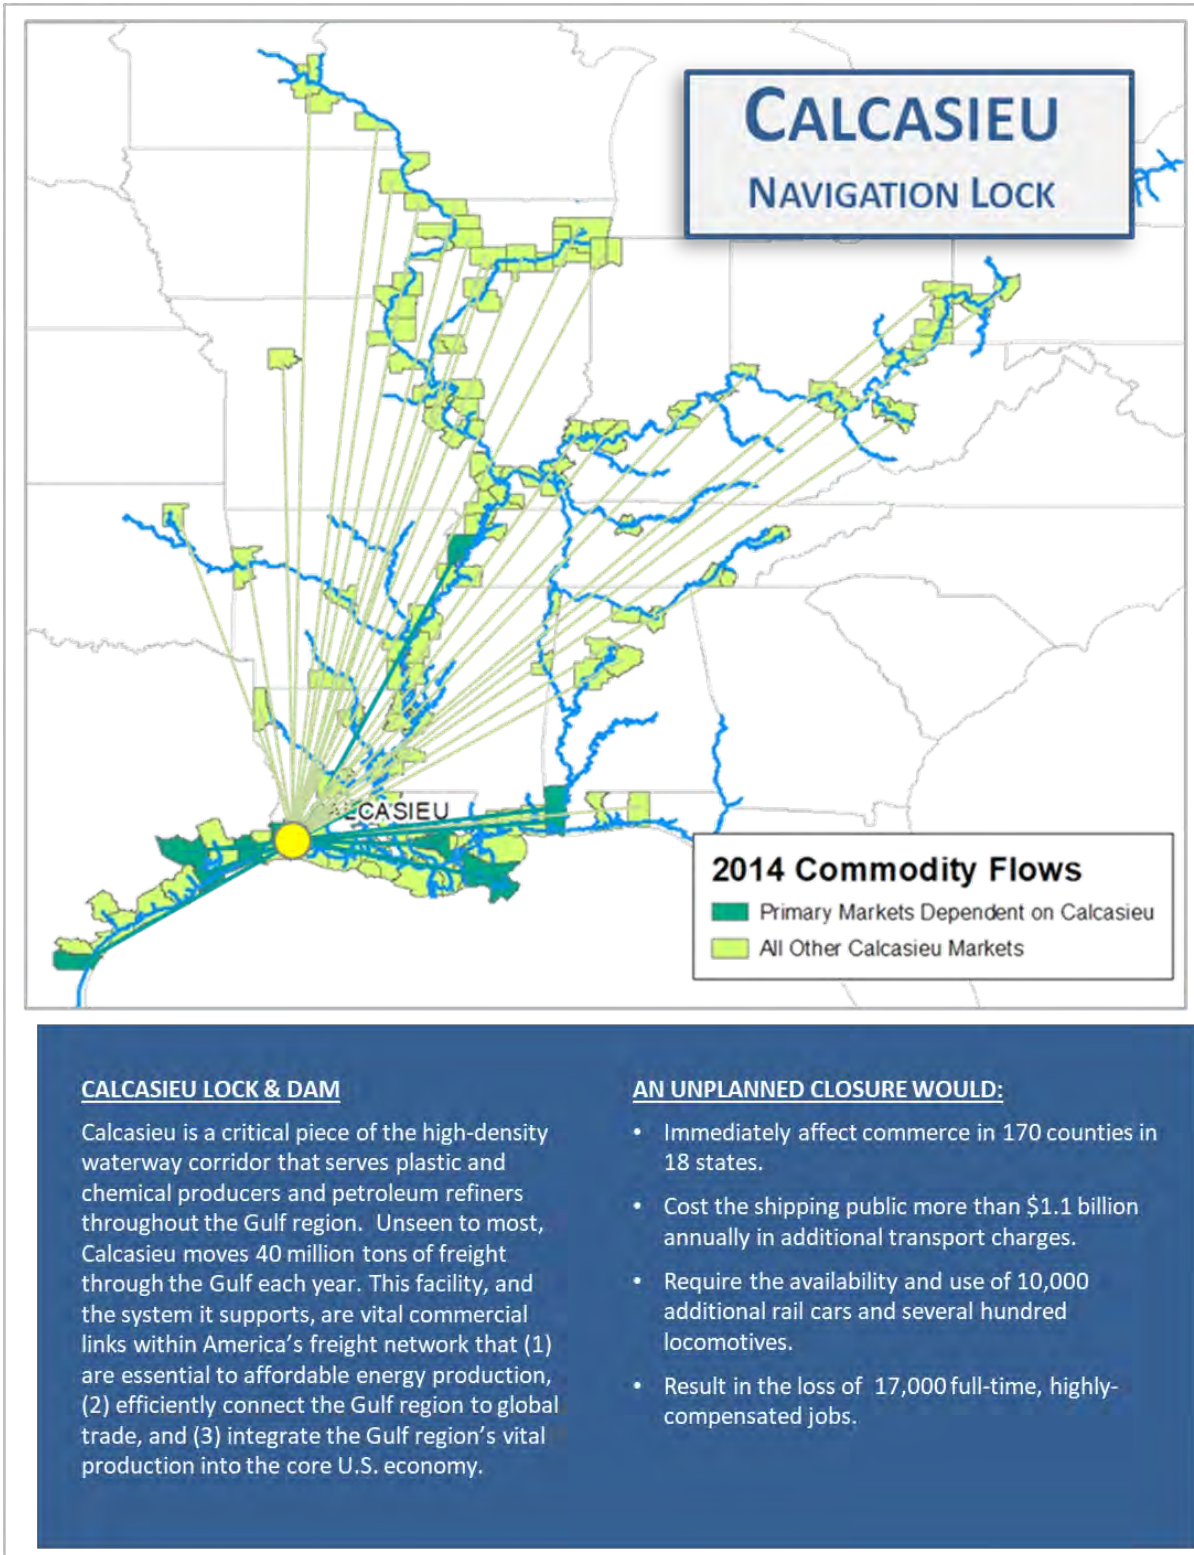 CALCASIEU
NAVIGATION LOCK
LCASIEU
2014 Commodity Flows
Primary Markets Dependent on Calcasieu
All Other Calcasieu Markets
CALCASIEU LOCK & DAM
Calcasieu is a critical piece of the high-density
waterway corridor that serves plastic and
chemical producers and petroleum refiners
throughout the Gulf region.  Unseen to most,
Calcasieu moves 40 million tons of freight
through the Gulf each year. This facility, and
the system it supports, are vital commercial
links within America's freight network that (1)
are essential to affordable energy production,
(2) efficiently connect the Gulf region to global
trade, and (3) integrate the Gulf region's vital
production into the core U.S. economy.
AN UNPLANNED CLOSURE WOULD:
• Immediately affect commerce in 170 counties in
18 states.
• Cost the shipping public more than $1.1 billion
annually in additional transport charges.
• Require the availability and use of 10,000
additional rail cars and several hundred
locomotives.
• Result in the loss of  17,000 full-time, highly-
compensated jobs.